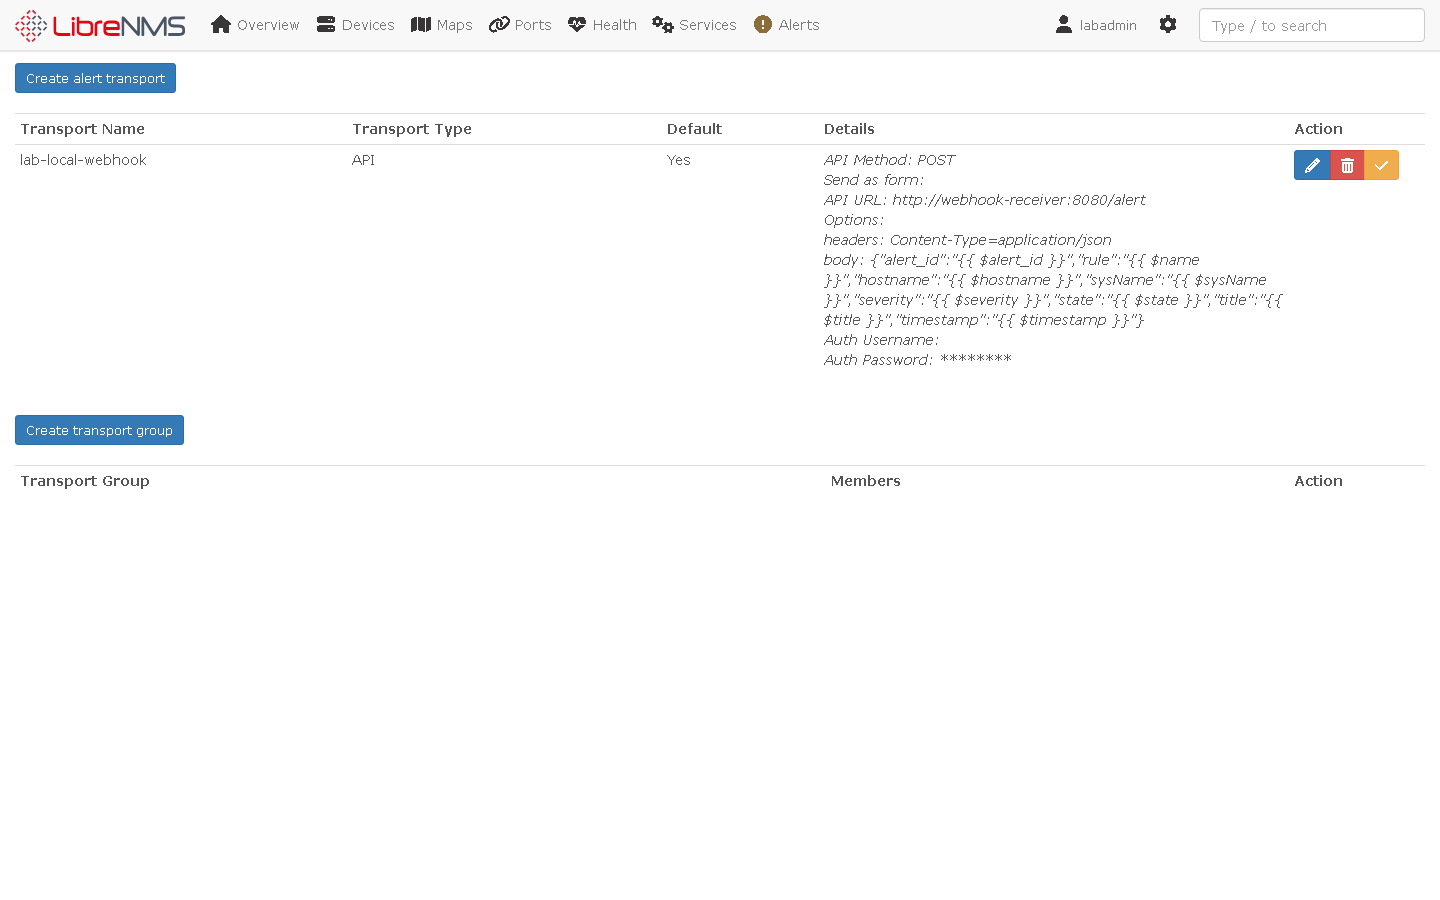 LibreNMS Overview Devices Maps Ports Health Services Alerts labadmin Type / to search
Create alert transport
Transport Name Transport Type Default Details Action
lab-local-webhook API Yes API Method: POST
Send as form:
API URL: http://webhook-receiver:8080/alert
Options:
headers: Content-Type=application/json
body: {"alert_id":"{{ $alert_id }}","rule":"{{ $name
}}","hostname":"{{ $hostname }}","sysName":"{{ $sysName
}}","severity":"{{ $severity }}","state":"{{ $state }}","title":"{{
$title }}","timestamp":"{{ $timestamp }}"}
Auth Username:
Auth Password: ********
Create transport group
Transport Group Members Action